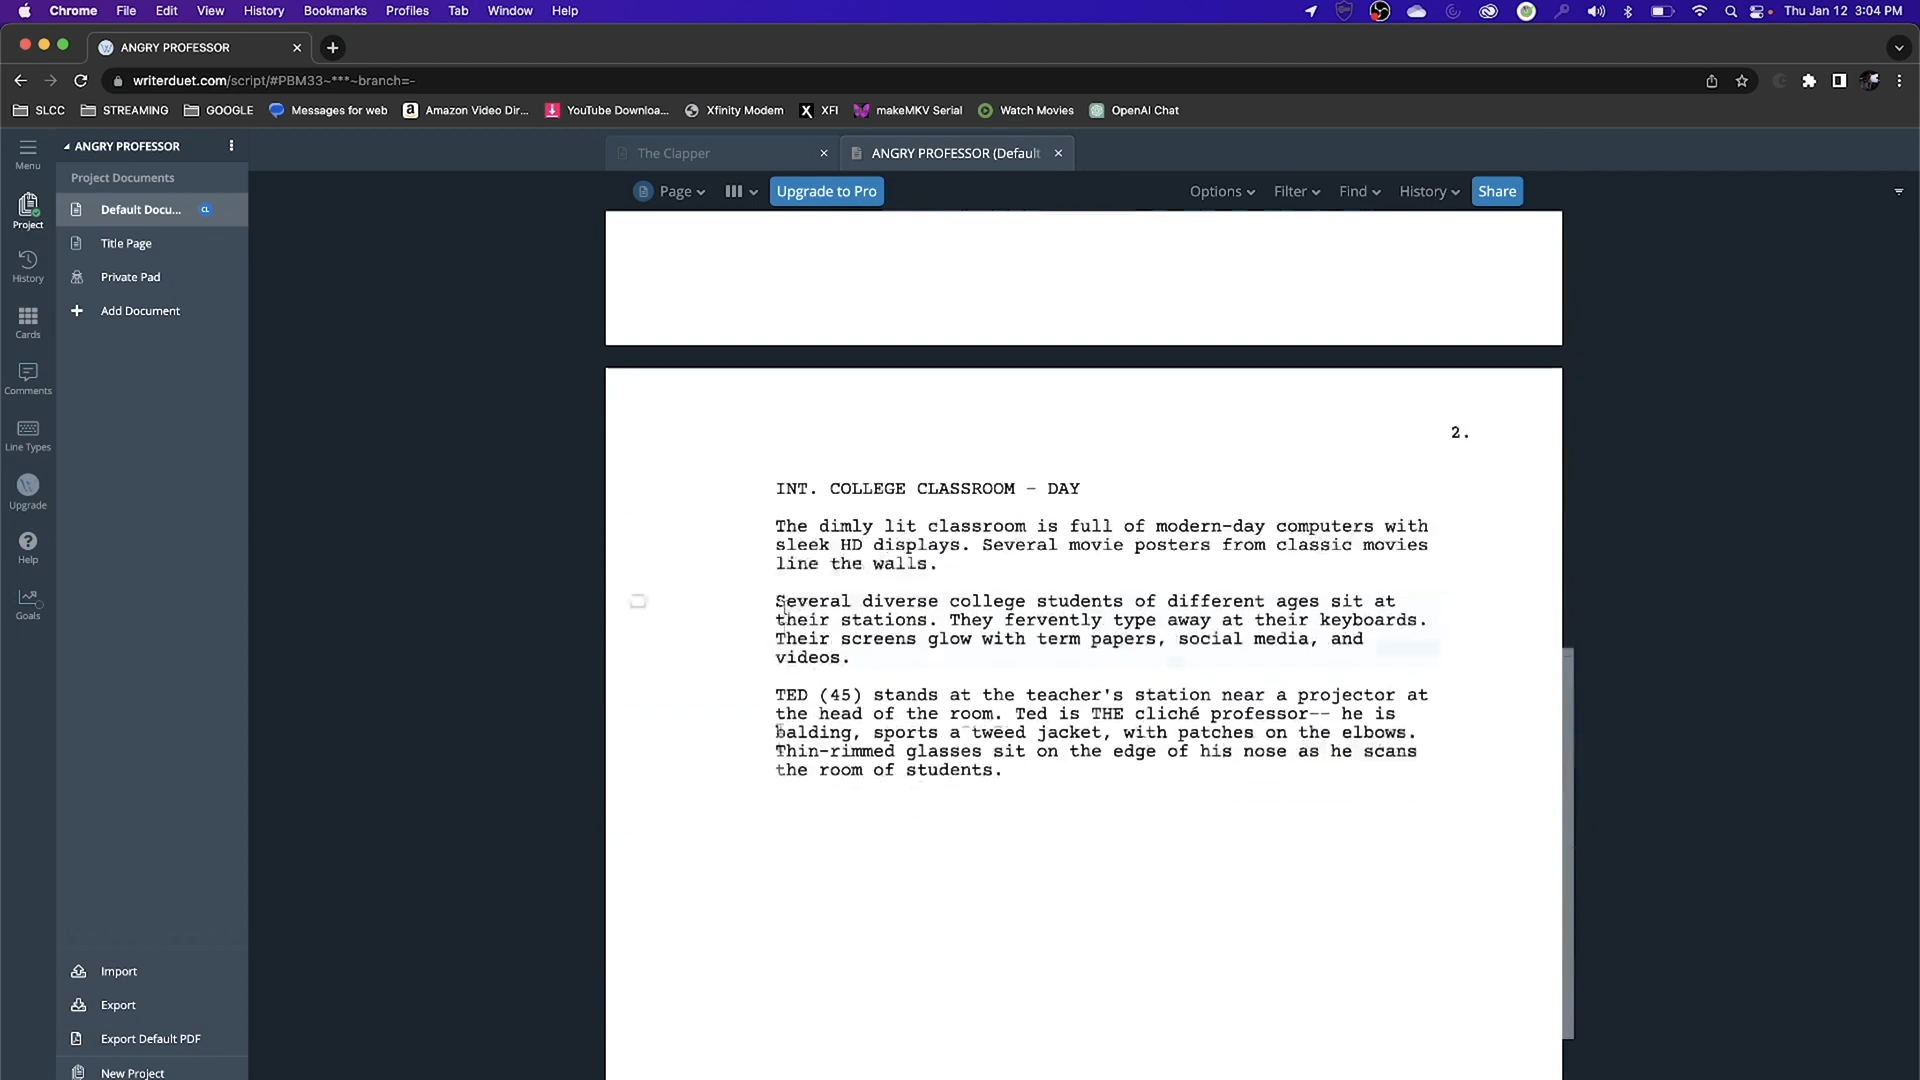 Chrome File Edit View History Bookmarks Profiles Tab Window Help Thu Jan 12 3:04 PM
ANGRY PROFESSOR
writerduet.com/script/#PBM33~***~branch=-
SLCC STREAMING GOOGLE Messages for web Amazon Video Dir... YouTube Downloa... Xfinity Modem XFI makeMKV Serial Watch Movies OpenAI Chat
Menu
ANGRY PROFESSOR
The Clapper
ANGRY PROFESSOR (Default
Project Documents
Page
Upgrade to Pro
Options Filter Find History Share
Project
Default Docu... CL
Title Page
History
Private Pad
Cards
Add Document
Comments
Line Types
Upgrade
Help
Goals
2.
INT. COLLEGE CLASSROOM - DAY
The dimly lit classroom is full of modern-day computers with
sleek HD displays. Several movie posters from classic movies
line the walls.
Several diverse college students of different ages sit at
their stations. They fervently type away at their keyboards.
Their screens glow with term papers, social media, and
videos.
TED (45) stands at the teacher's station near a projector at
the head of the room. Ted is THE cliché professor-- he is
balding, sports a tweed jacket, with patches on the elbows.
Thin-rimmed glasses sit on the edge of his nose as he scans
the room of students.
Import
Export
Export Default PDF
New Project